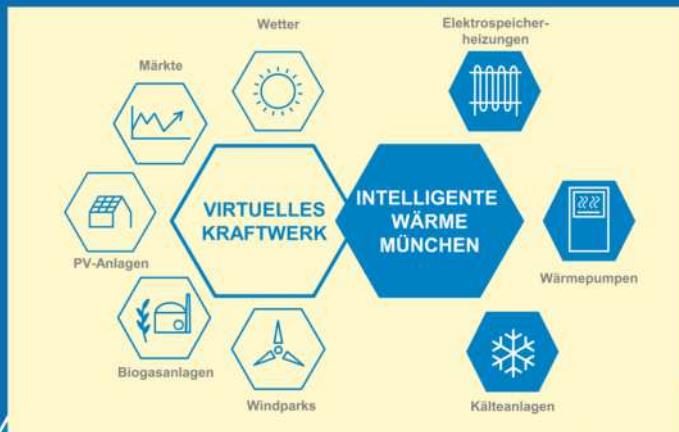 Wetter
Elektrospeicher-
heizungen
Märkte
VIRTUELLES
KRAFTWERK
INTELLIGENTE
WÄRME
MÜNCHEN
PV-Anlagen
Wärmepumpen
Biogasanlagen
Windparks
Kälteanlagen